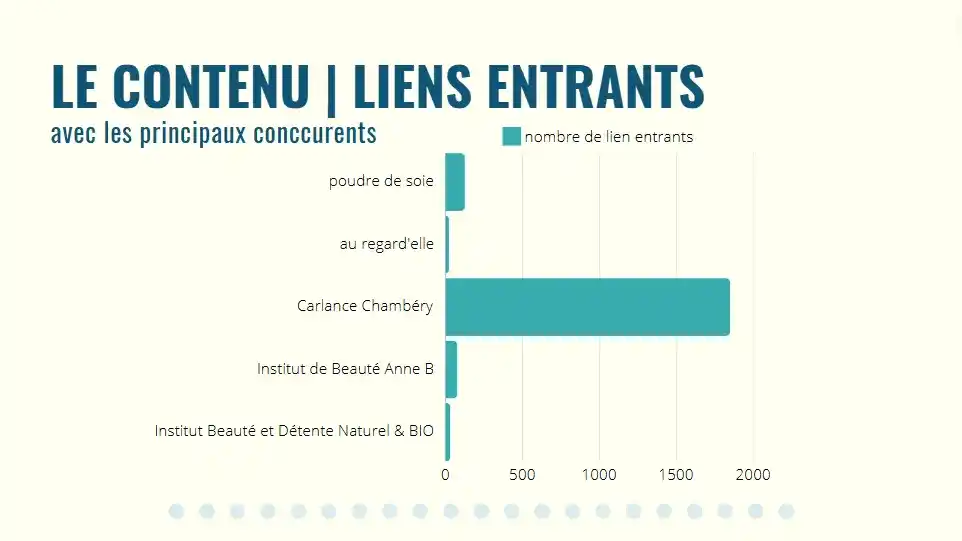 LE CONTENU | LIENS ENTRANTS
avec les principaux conccurents
nombre de lien entrants
poudre de soie
au regard'elle
Carlance Chambéry
Institut de Beauté Anne B
Institut Beauté et Détente Naturel & BIO
0 500 1000 1500 2000